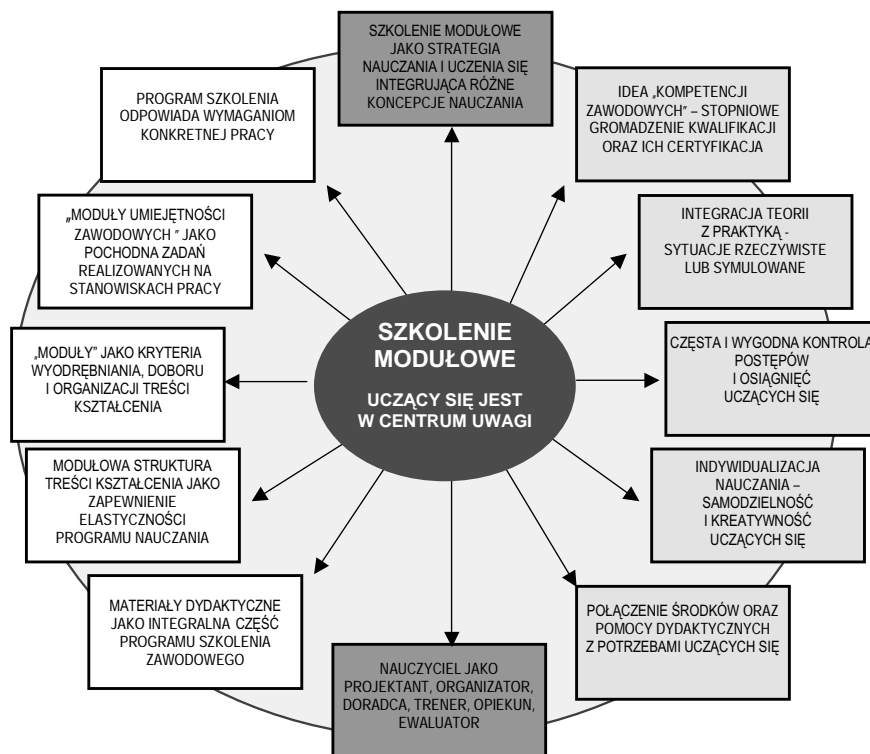 SZKOLENIE MODUŁOWE
JAKO STRATEGIA
NAUCZANIA I UCZENIA SIĘ
INTEGRUJĄCA RÓŻNE
KONCEPCJE NAUCZANIA
PROGRAM SZKOLENIA
ODPOWIADA WYMAGANIOM
KONKRETNEJ PRACY
IDEA „KOMPETENCJI
ZAWODOWYCH” – STOPNIOWE
GROMADZENIE KWALIFIKACJI
ORAZ ICH CERTYFIKACJA
„MODUŁY UMIEJĘTNOŚCI
ZAWODOWYCH ” JAKO
POCHODNA ZADAŃ
REALIZOWANYCH NA
STANOWISKACH PRACY
INTEGRACJA TEORII
Z PRAKTYKĄ -
SYTUACJE RZECZYWISTE
LUB SYMULOWANE
SZKOLENIE
MODUŁOWE
UCZĄCY SIĘ JEST
W CENTRUM UWAGI
„MODUŁY” JAKO KRYTERIA
WYODRĘBNIANIA, DOBORU
I ORGANIZACJI TREŚCI
KSZTAŁCENIA
CZĘSTA I WYGODNA KONTROLA
POSTĘPÓW
I OSIĄGNIĘĆ
UCZĄCYCH SIĘ
MODUŁOWA STRUKTURA
TREŚCI KSZTAŁCENIA JAKO
ZAPEWNIENIE
ELASTYCZNOŚCI
PROGRAMU NAUCZANIA
INDYWIDUALIZACJA
NAUCZANIA –
SAMODZIELNOŚĆ
I KREATYWNOŚĆ
UCZĄCYCH SIĘ
MATERIAŁY DYDAKTYCZNE
JAKO INTEGRALNA CZĘŚĆ
PROGRAMU SZKOLENIA
ZAWODOWEGO
POŁĄCZENIE ŚRODKÓW ORAZ
POMOCY DYDAKTYCZNYCH
Z POTRZEBAMI UCZĄCYCH SIĘ
NAUCZYCIEL JAKO
PROJEKTANT, ORGANIZATOR,
DORADCA, TRENER, OPIEKUN,
EWALUATOR